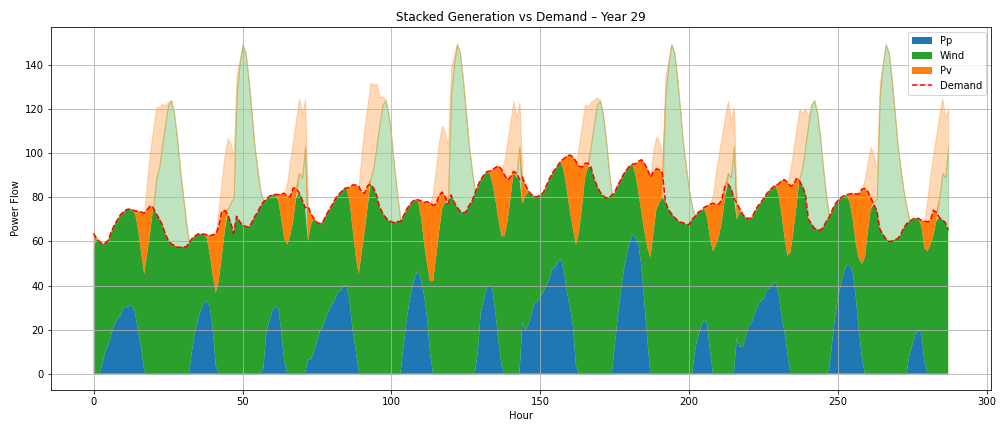 Stacked Generation vs Demand – Year 29
Pp
Wind
Pv
Demand
Power Flow
140
120
100
80
60
40
20
0
0 50 100 150 200 250 300
Hour